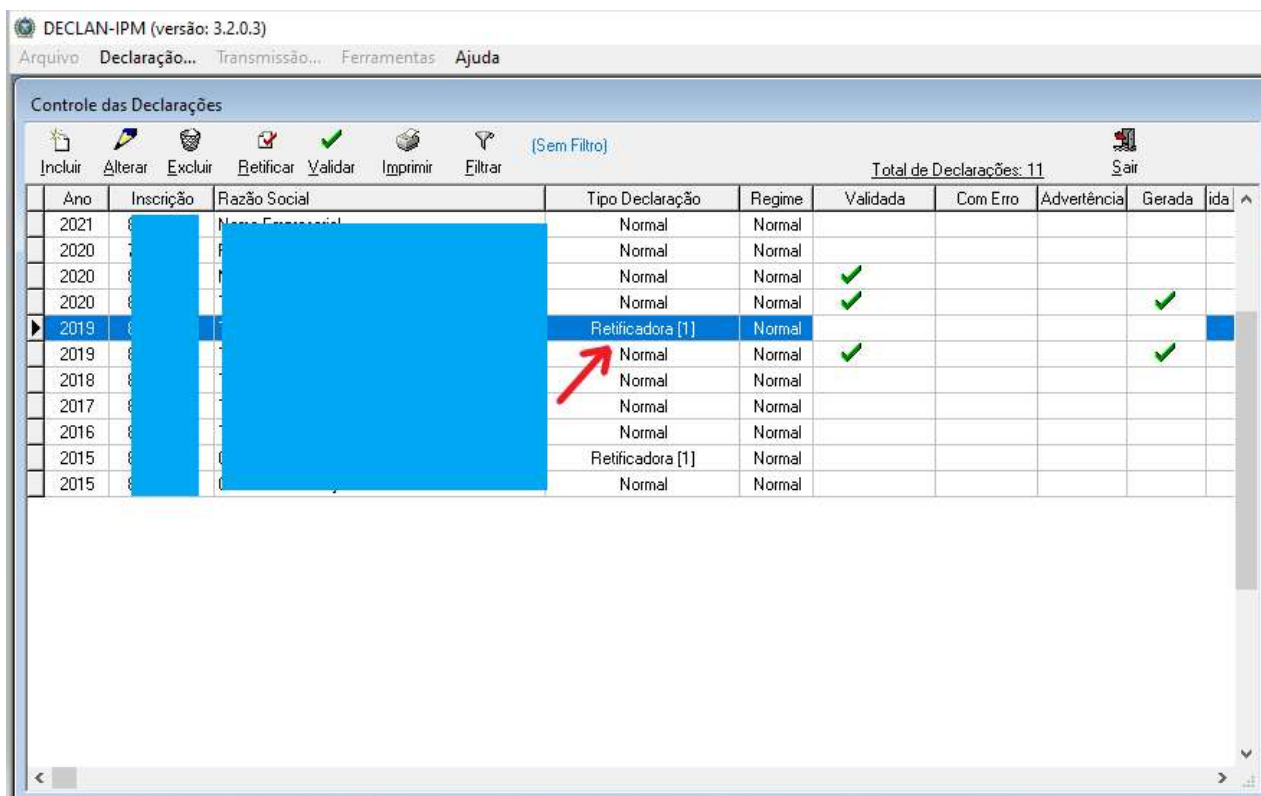 DECLAN-IPM (versão: 3.2.0.3)
Arquivo Declaração... Transmissão... Ferramentas Ajuda
Controle das Declarações
Incluir Alterar Excluir Retificar Validar Imprimir Filtrar (Sem Filtro) Total de Declarações: 11 Sair
Ano Inscrição Razão Social Tipo Declaração Regime Validada Com Erro Advertência Gerada ida
2021 Normal Normal
2020 Normal Normal
2020 Normal Normal
2020 Normal Normal
2019 Retificadora [1] Normal
2019 Normal Normal
2018 Normal Normal
2017 Normal Normal
2016 Normal Normal
2015 Retificadora [1] Normal
2015 Normal Normal